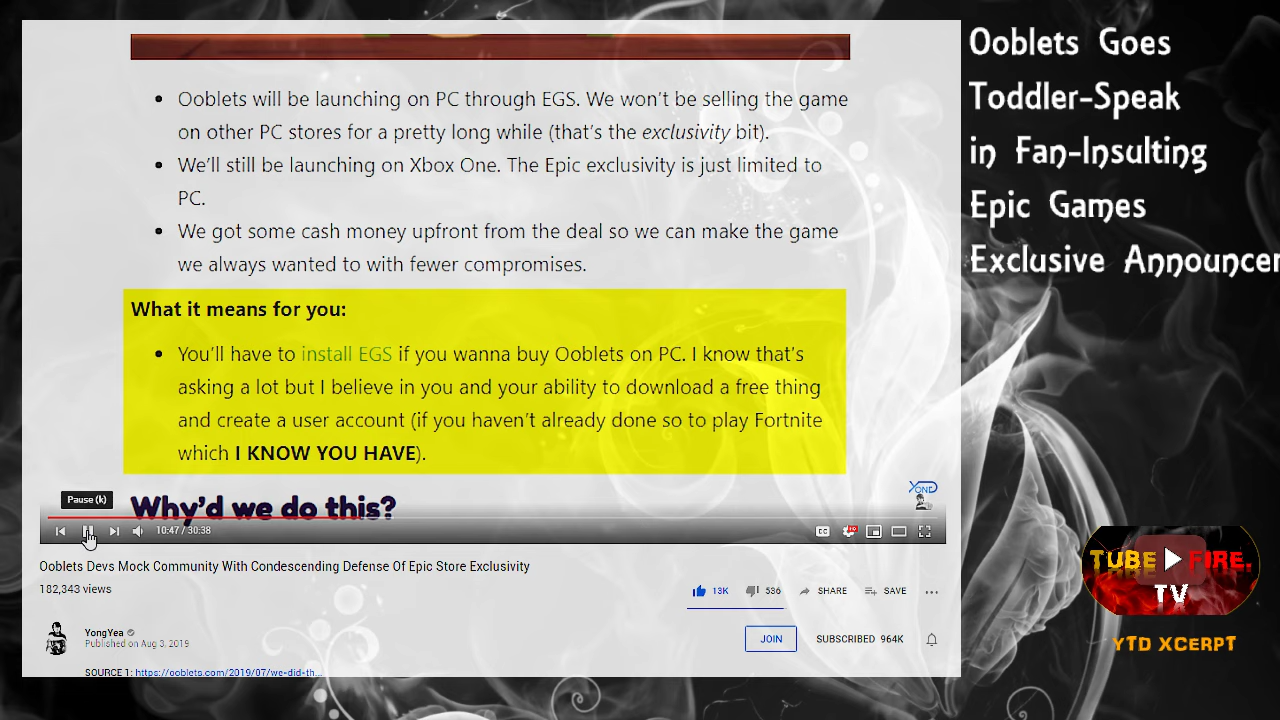 Ooblets will be launching on PC through EGS. We won't be selling the game
on other PC stores for a pretty long while (that's the exclusivity bit).
We'll still be launching on Xbox One. The Epic exclusivity is just limited to
PC.
We got some cash money upfront from the deal so we can make the game
we always wanted to with fewer compromises.
What it means for you:
You'll have to install EGS if you wanna buy Ooblets on PC. I know that's
asking a lot but I believe in you and your ability to download a free thing
and create a user account (if you haven't already done so to play Fortnite
which I KNOW YOU HAVE).
Pause (k)
Why'd we do this?
YOND
10:47 / 30:38
CC
HD
Ooblets Devs Mock Community With Condescending Defense Of Epic Store Exclusivity
182,343 views
13K
536
SHARE
SAVE
YongYea
Published on Aug 3, 2019
JOIN
SUBSCRIBED 964K
SOURCE 1: https://ooblets.com/2019/07/we-did-th...
Ooblets Goes
Toddler-Speak
in Fan-Insulting
Epic Games
Exclusive Announcer
TUBE FIRE.
TV
YTD XCERPT